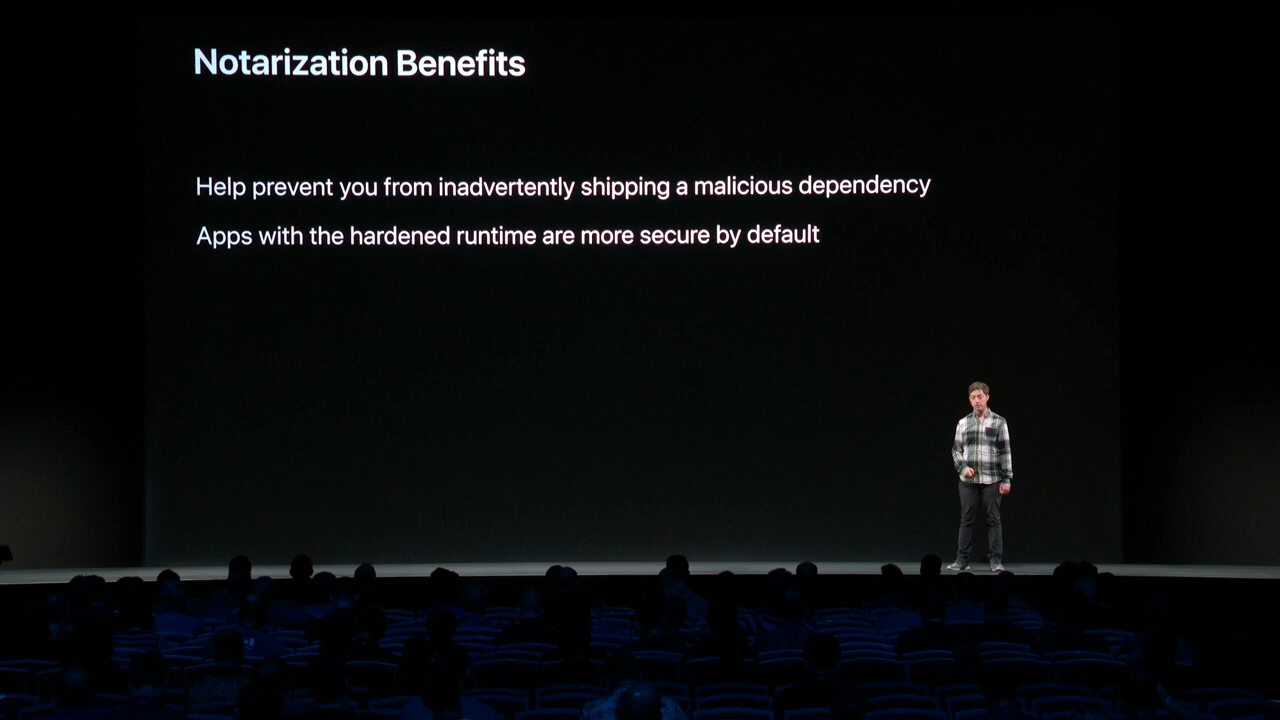 Notarization Benefits
Help prevent you from inadvertently shipping a malicious dependency
Apps with the hardened runtime are more secure by default